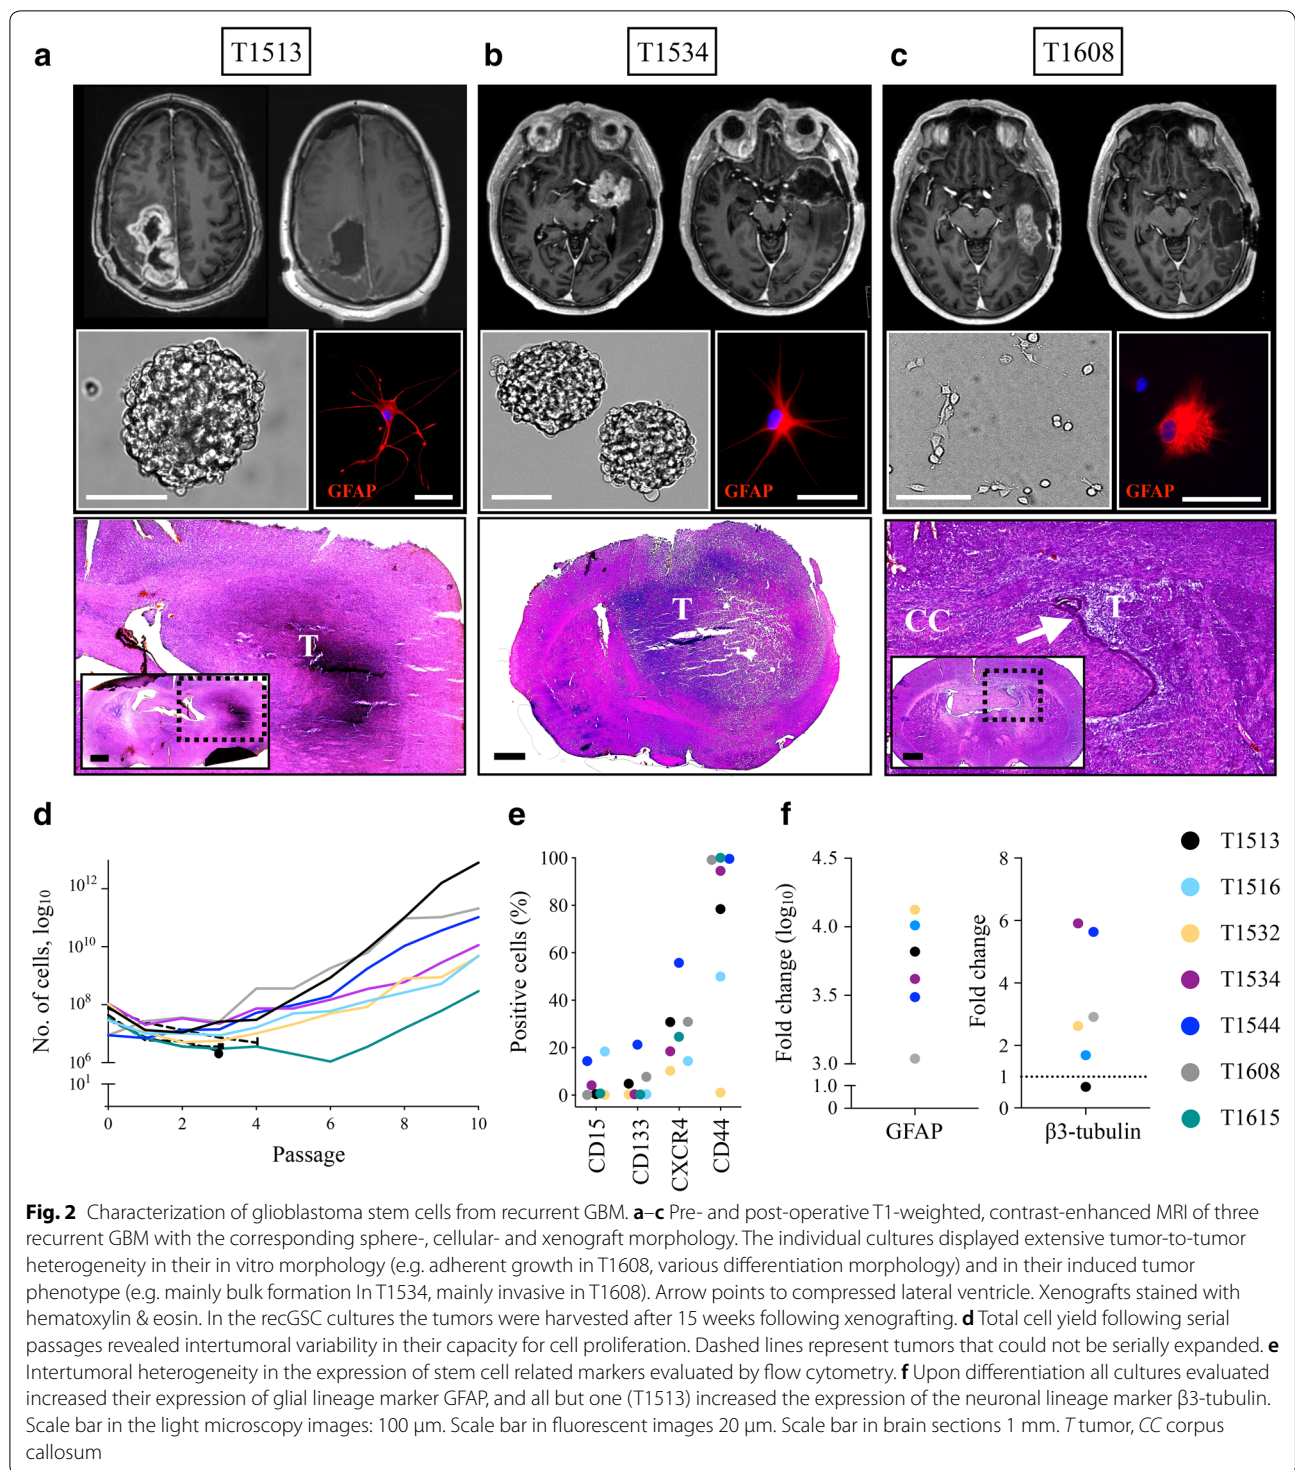 a
T1513
b
T1534
c
T1608
GFAP
GFAP
GFAP
T
T
CC
T
d
No. of cells, log10
10^12
10^10
10^8
10^6
10^1
0 2 4 6 8 10
Passage
e
Positive cells (%)
100
80
60
40
20
0
CD15
CD133
CXCR4
CD44
f
Fold change (log10)
4.5
4.0
3.5
3.0
1.0
0
GFAP
Fold change
8
6
4
2
1
0
β3-tubulin
T1513
T1516
T1532
T1534
T1544
T1608
T1615
Fig. 2 Characterization of glioblastoma stem cells from recurrent GBM. a–c Pre- and post-operative T1-weighted, contrast-enhanced MRI of three
recurrent GBM with the corresponding sphere-, cellular- and xenograft morphology. The individual cultures displayed extensive tumor-to-tumor
heterogeneity in their in vitro morphology (e.g. adherent growth in T1608, various differentiation morphology) and in their induced tumor
phenotype (e.g. mainly bulk formation In T1534, mainly invasive in T1608). Arrow points to compressed lateral ventricle. Xenografts stained with
hematoxylin & eosin. In the recGSC cultures the tumors were harvested after 15 weeks following xenografting. d Total cell yield following serial
passages revealed intertumoral variability in their capacity for cell proliferation. Dashed lines represent tumors that could not be serially expanded. e
Intertumoral heterogeneity in the expression of stem cell related markers evaluated by flow cytometry. f Upon differentiation all cultures evaluated
increased their expression of glial lineage marker GFAP, and all but one (T1513) increased the expression of the neuronal lineage marker β3-tubulin.
Scale bar in the light microscopy images: 100 μm. Scale bar in fluorescent images 20 μm. Scale bar in brain sections 1 mm. T tumor, CC corpus
callosum